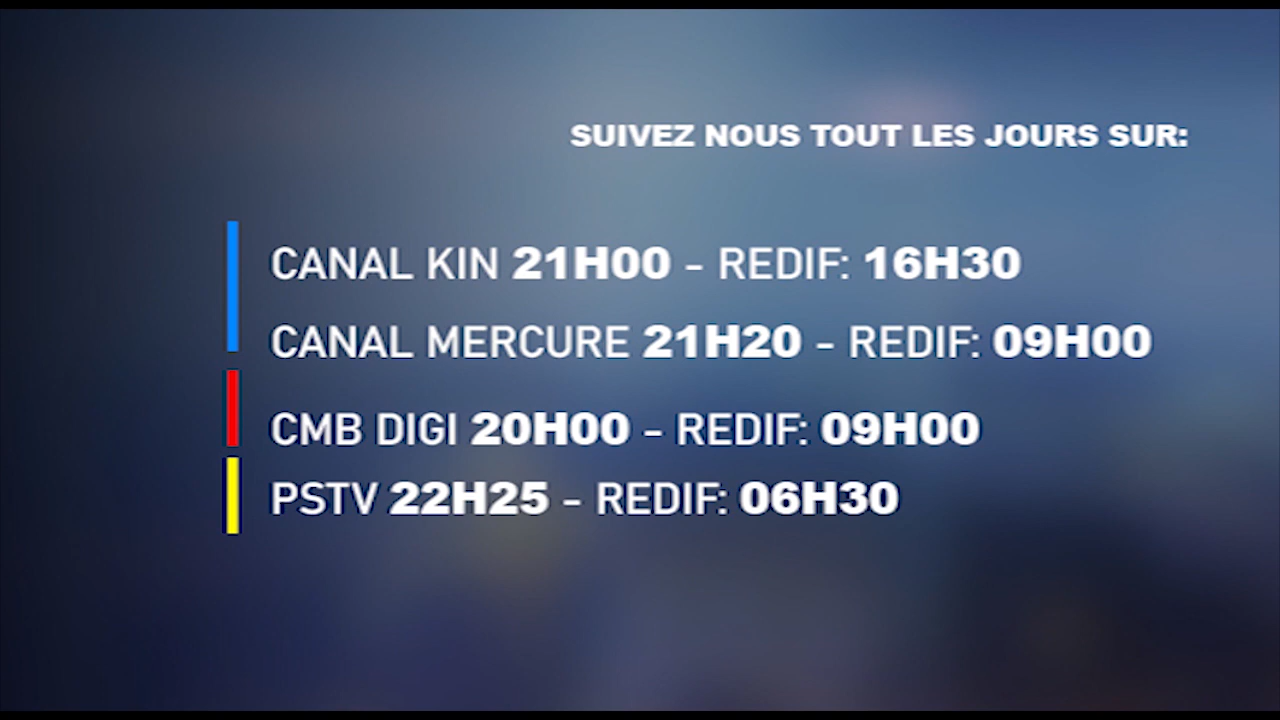 SUIVEZ NOUS TOUT LES JOURS SUR:
CANAL KIN 21H00 - REDIF: 16H30
CANAL MERCURE 21H20 - REDIF: 09H00
CMB DIGI 20H00 - REDIF: 09H00
PSTV 22H25 - REDIF: 06H30